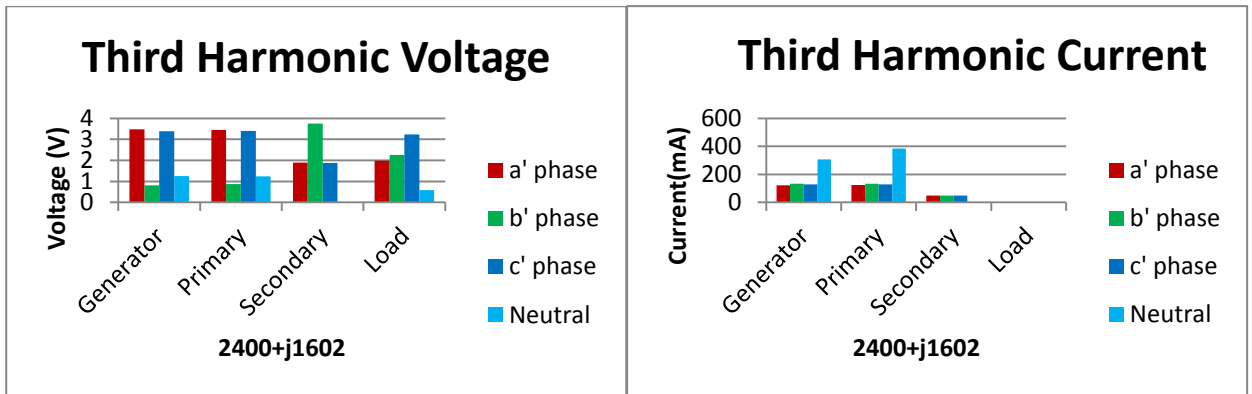 Third Harmonic Voltage
Voltage (V)
4
3
2
1
0
Generator
Primary
Secondary
Load
2400+j1602
a' phase
b' phase
c' phase
Neutral
Third Harmonic Current
Current(mA)
600
400
200
0
Generator
Primary
Secondary
Load
2400+j1602
a' phase
b' phase
c' phase
Neutral